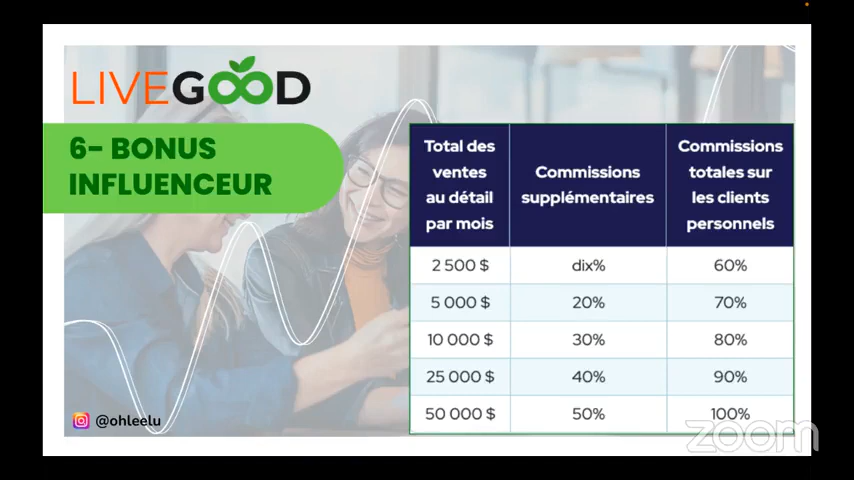 LIVEGOOD
6- BONUS
INFLUENCEUR
Total des
ventes
au détail
par mois
Commissions
supplémentaires
Commissions
totales sur
les clients
personnels
2 500 $ dix% 60%
5 000 $ 20% 70%
10 000 $ 30% 80%
25 000 $ 40% 90%
50 000 $ 50% 100%
@ohleelu
zoom